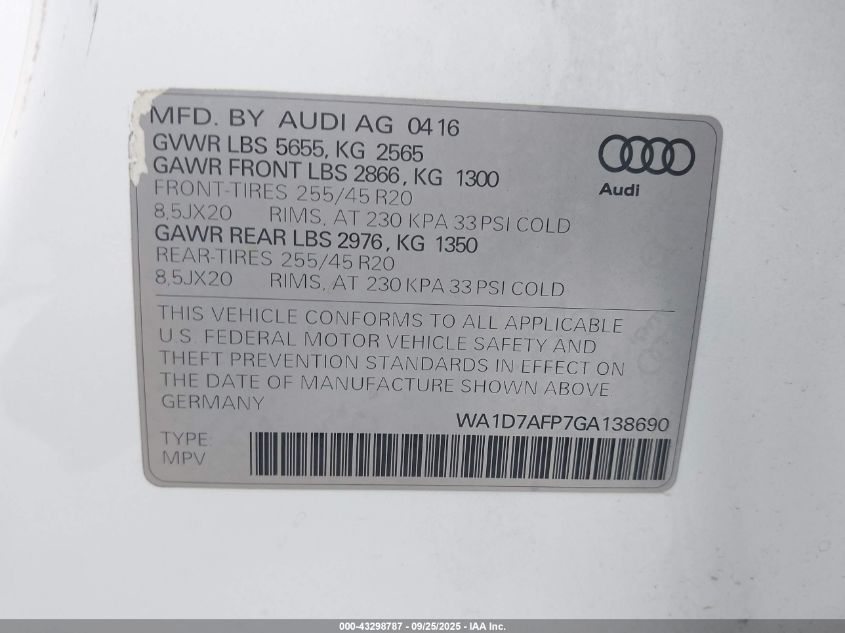 MFD. BY AUDI AG 0416
GVWR LBS 5655, KG 2565
GAWR FRONT LBS 2866, KG 1300
FRONT-TIRES 255/45 R20
8,5JX20 RIMS, AT 230 KPA 33 PSI COLD
GAWR REAR LBS 2976, KG 1350
REAR-TIRES 255/45 R20
8,5JX20 RIMS, AT 230 KPA 33 PSI COLD
Audi
THIS VEHICLE CONFORMS TO ALL APPLICABLE
U.S. FEDERAL MOTOR VEHICLE SAFETY AND
THEFT PREVENTION STANDARDS IN EFFECT ON
THE DATE OF MANUFACTURE SHOWN ABOVE.
GERMANY
WA1D7AFP7GA138690
TYPE:
MPV
000-43298787 - 09/25/2025 - IAA Inc.